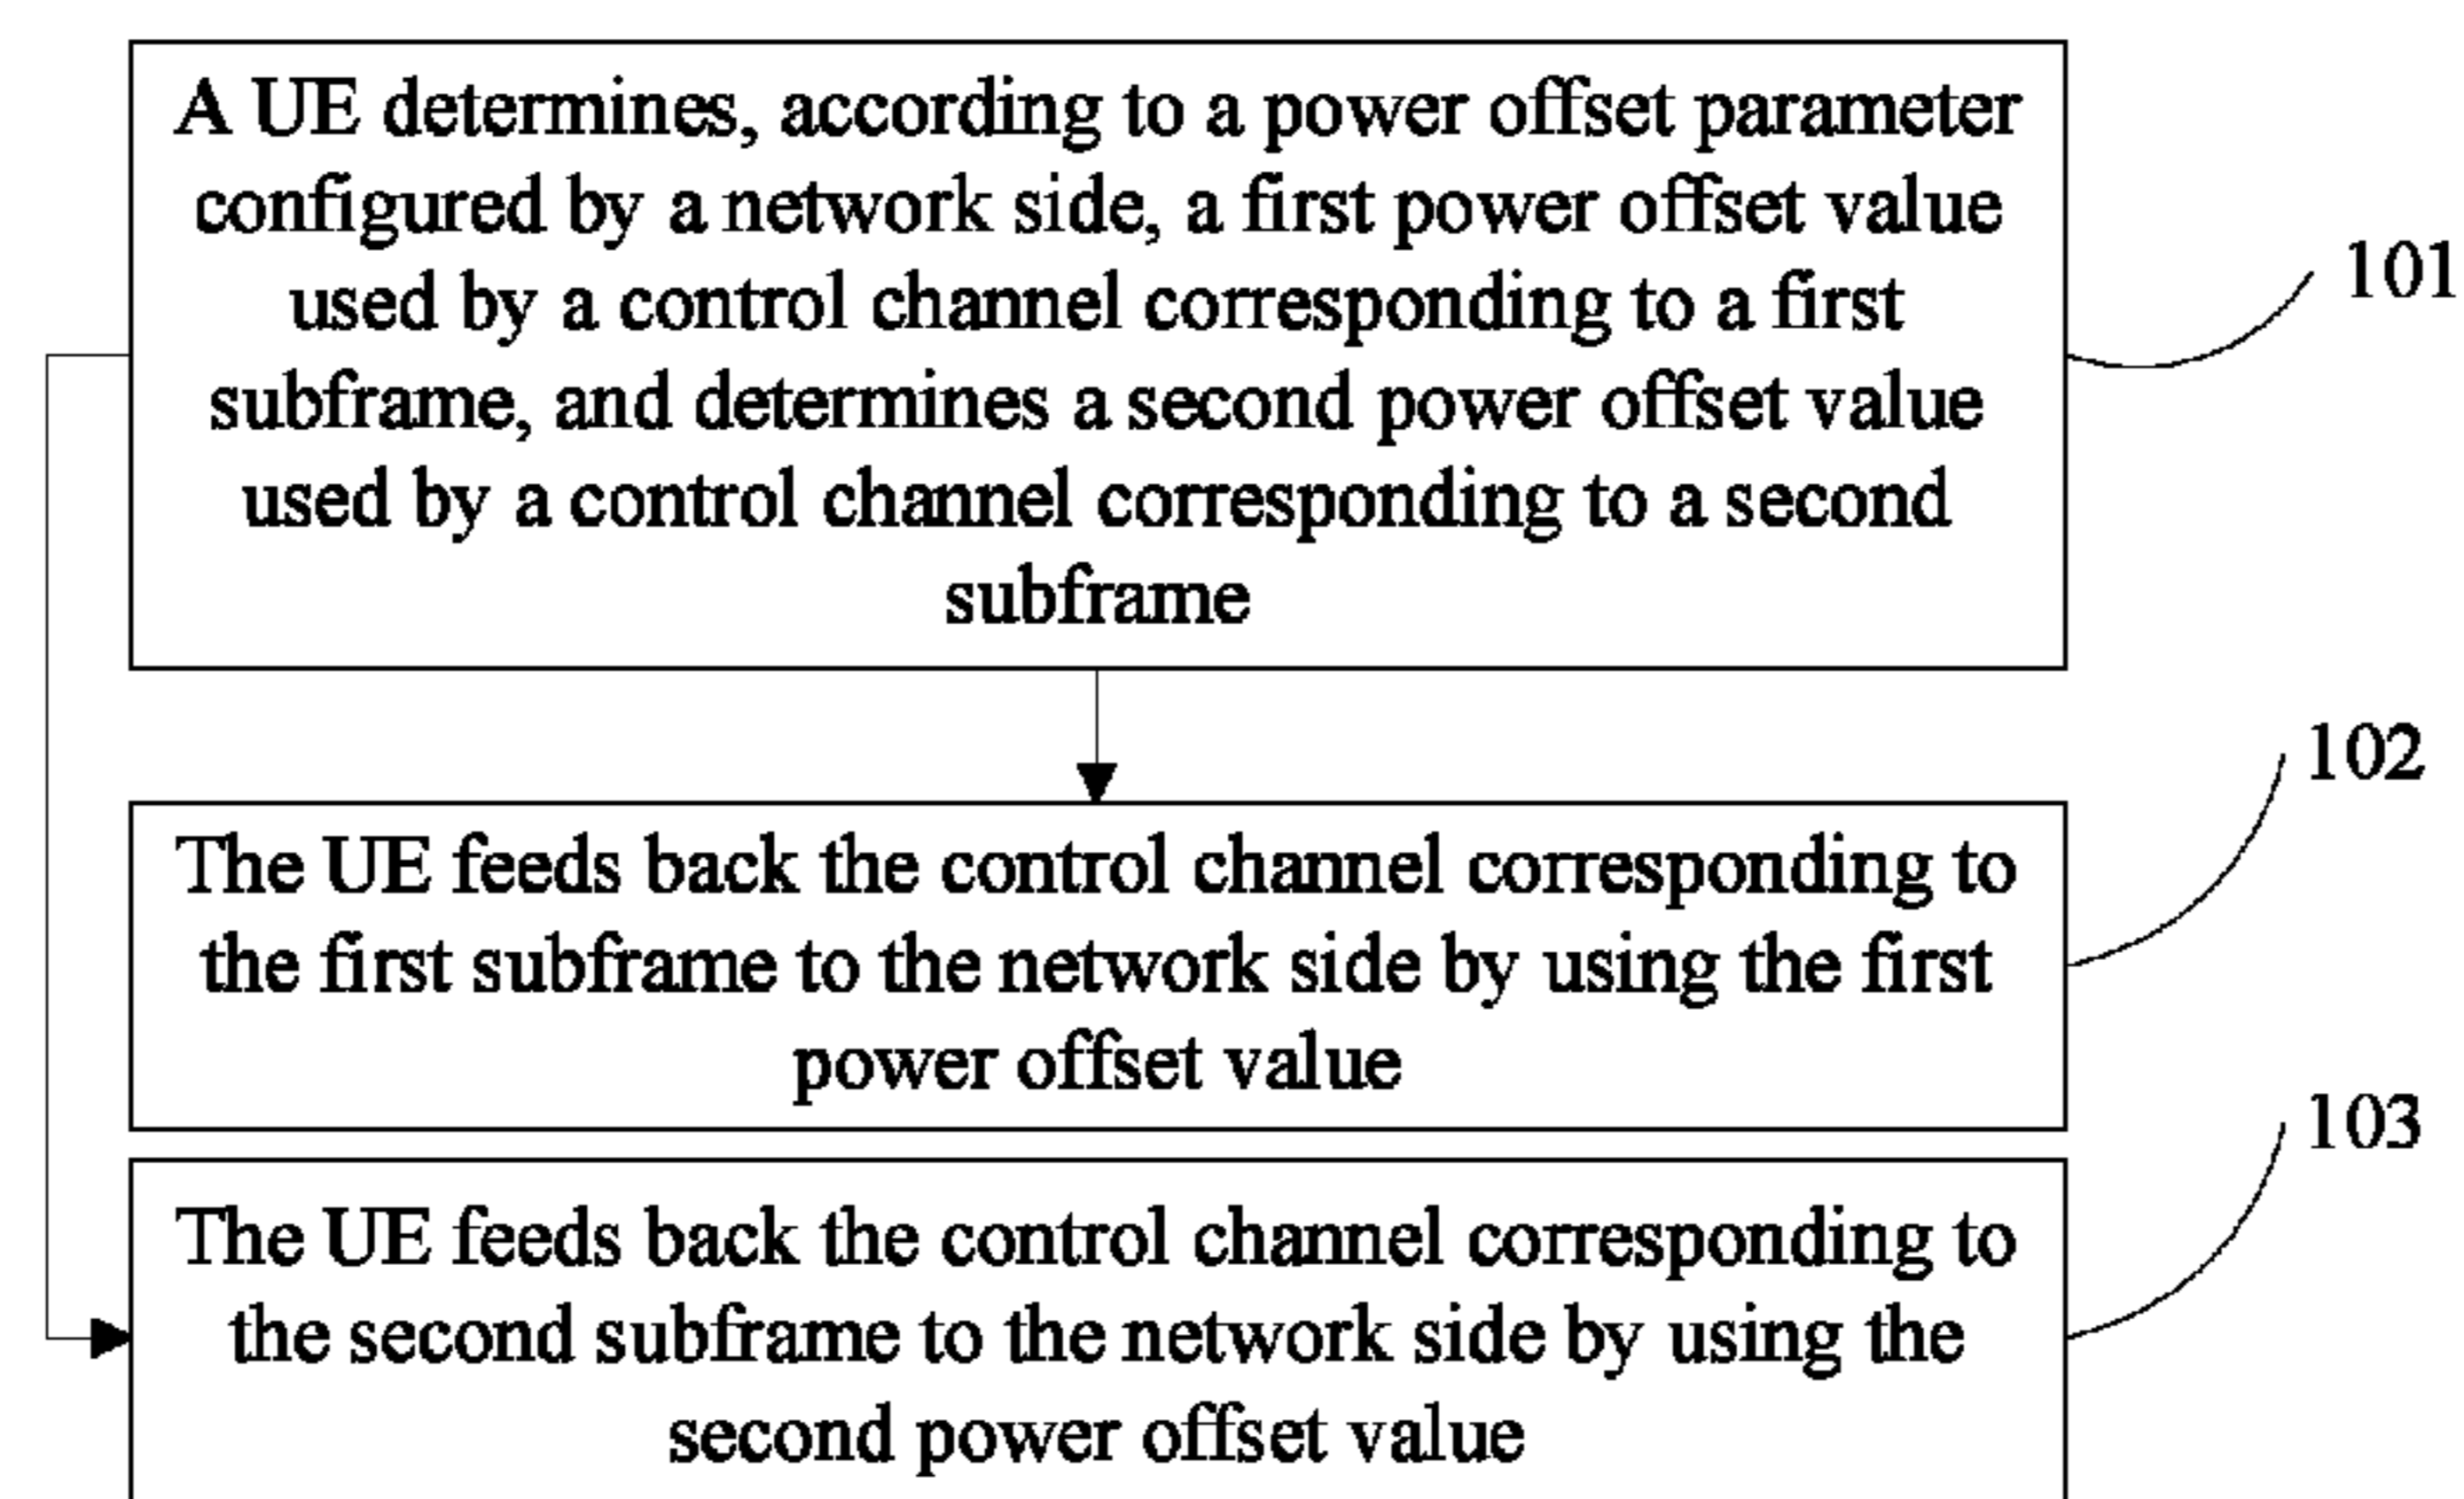 A UE determines, according to a power offset parameter
configured by a network side, a first power offset value
used by a control channel corresponding to a first
subframe, and determines a second power offset value
used by a control channel corresponding to a second
subframe
101
The UE feeds back the control channel corresponding to
the first subframe to the network side by using the first
power offset value
102
The UE feeds back the control channel corresponding to
the second subframe to the network side by using the
second power offset value
103